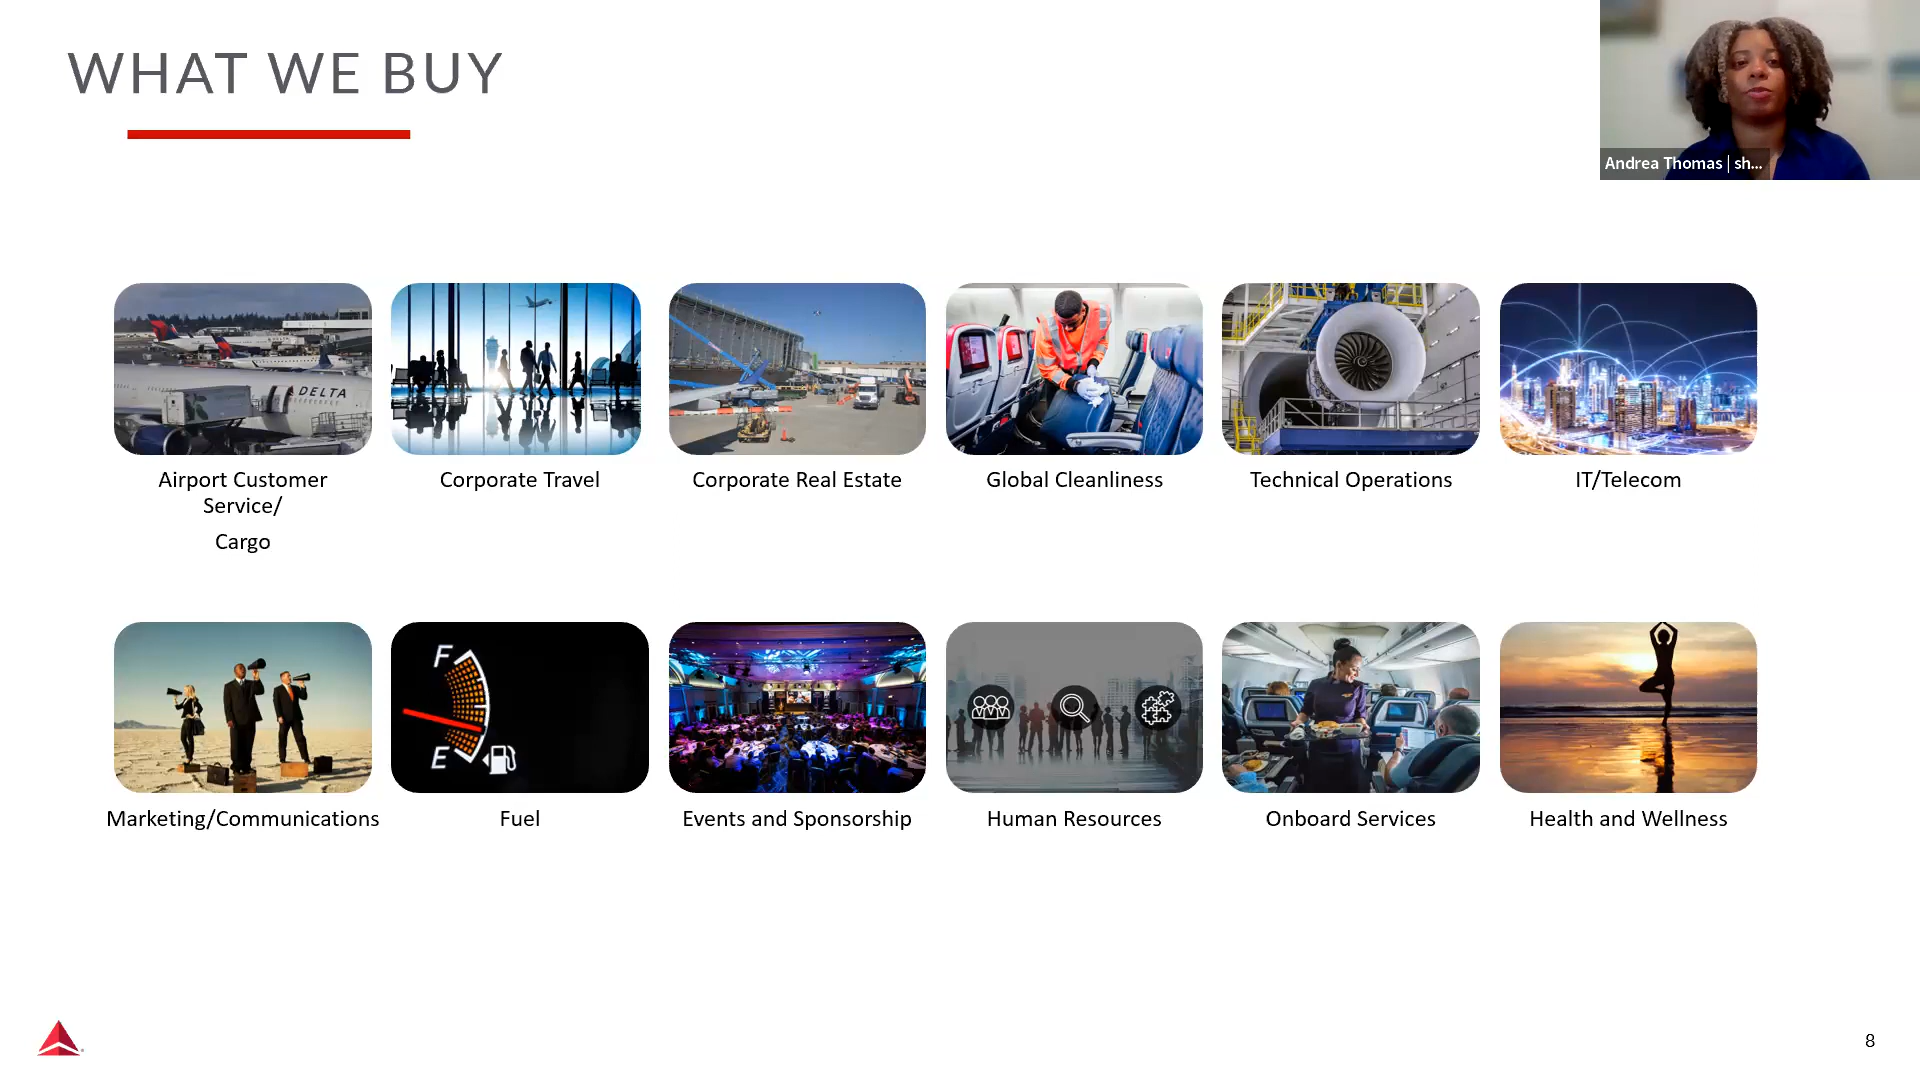 WHAT WE BUY
Andrea Thomas | sh...
DELTA
Airport Customer
Service/
Cargo
Corporate Travel
Corporate Real Estate
Global Cleanliness
Technical Operations
IT/Telecom
F
E
Marketing/Communications
Fuel
Events and Sponsorship
Human Resources
Onboard Services
Health and Wellness
8